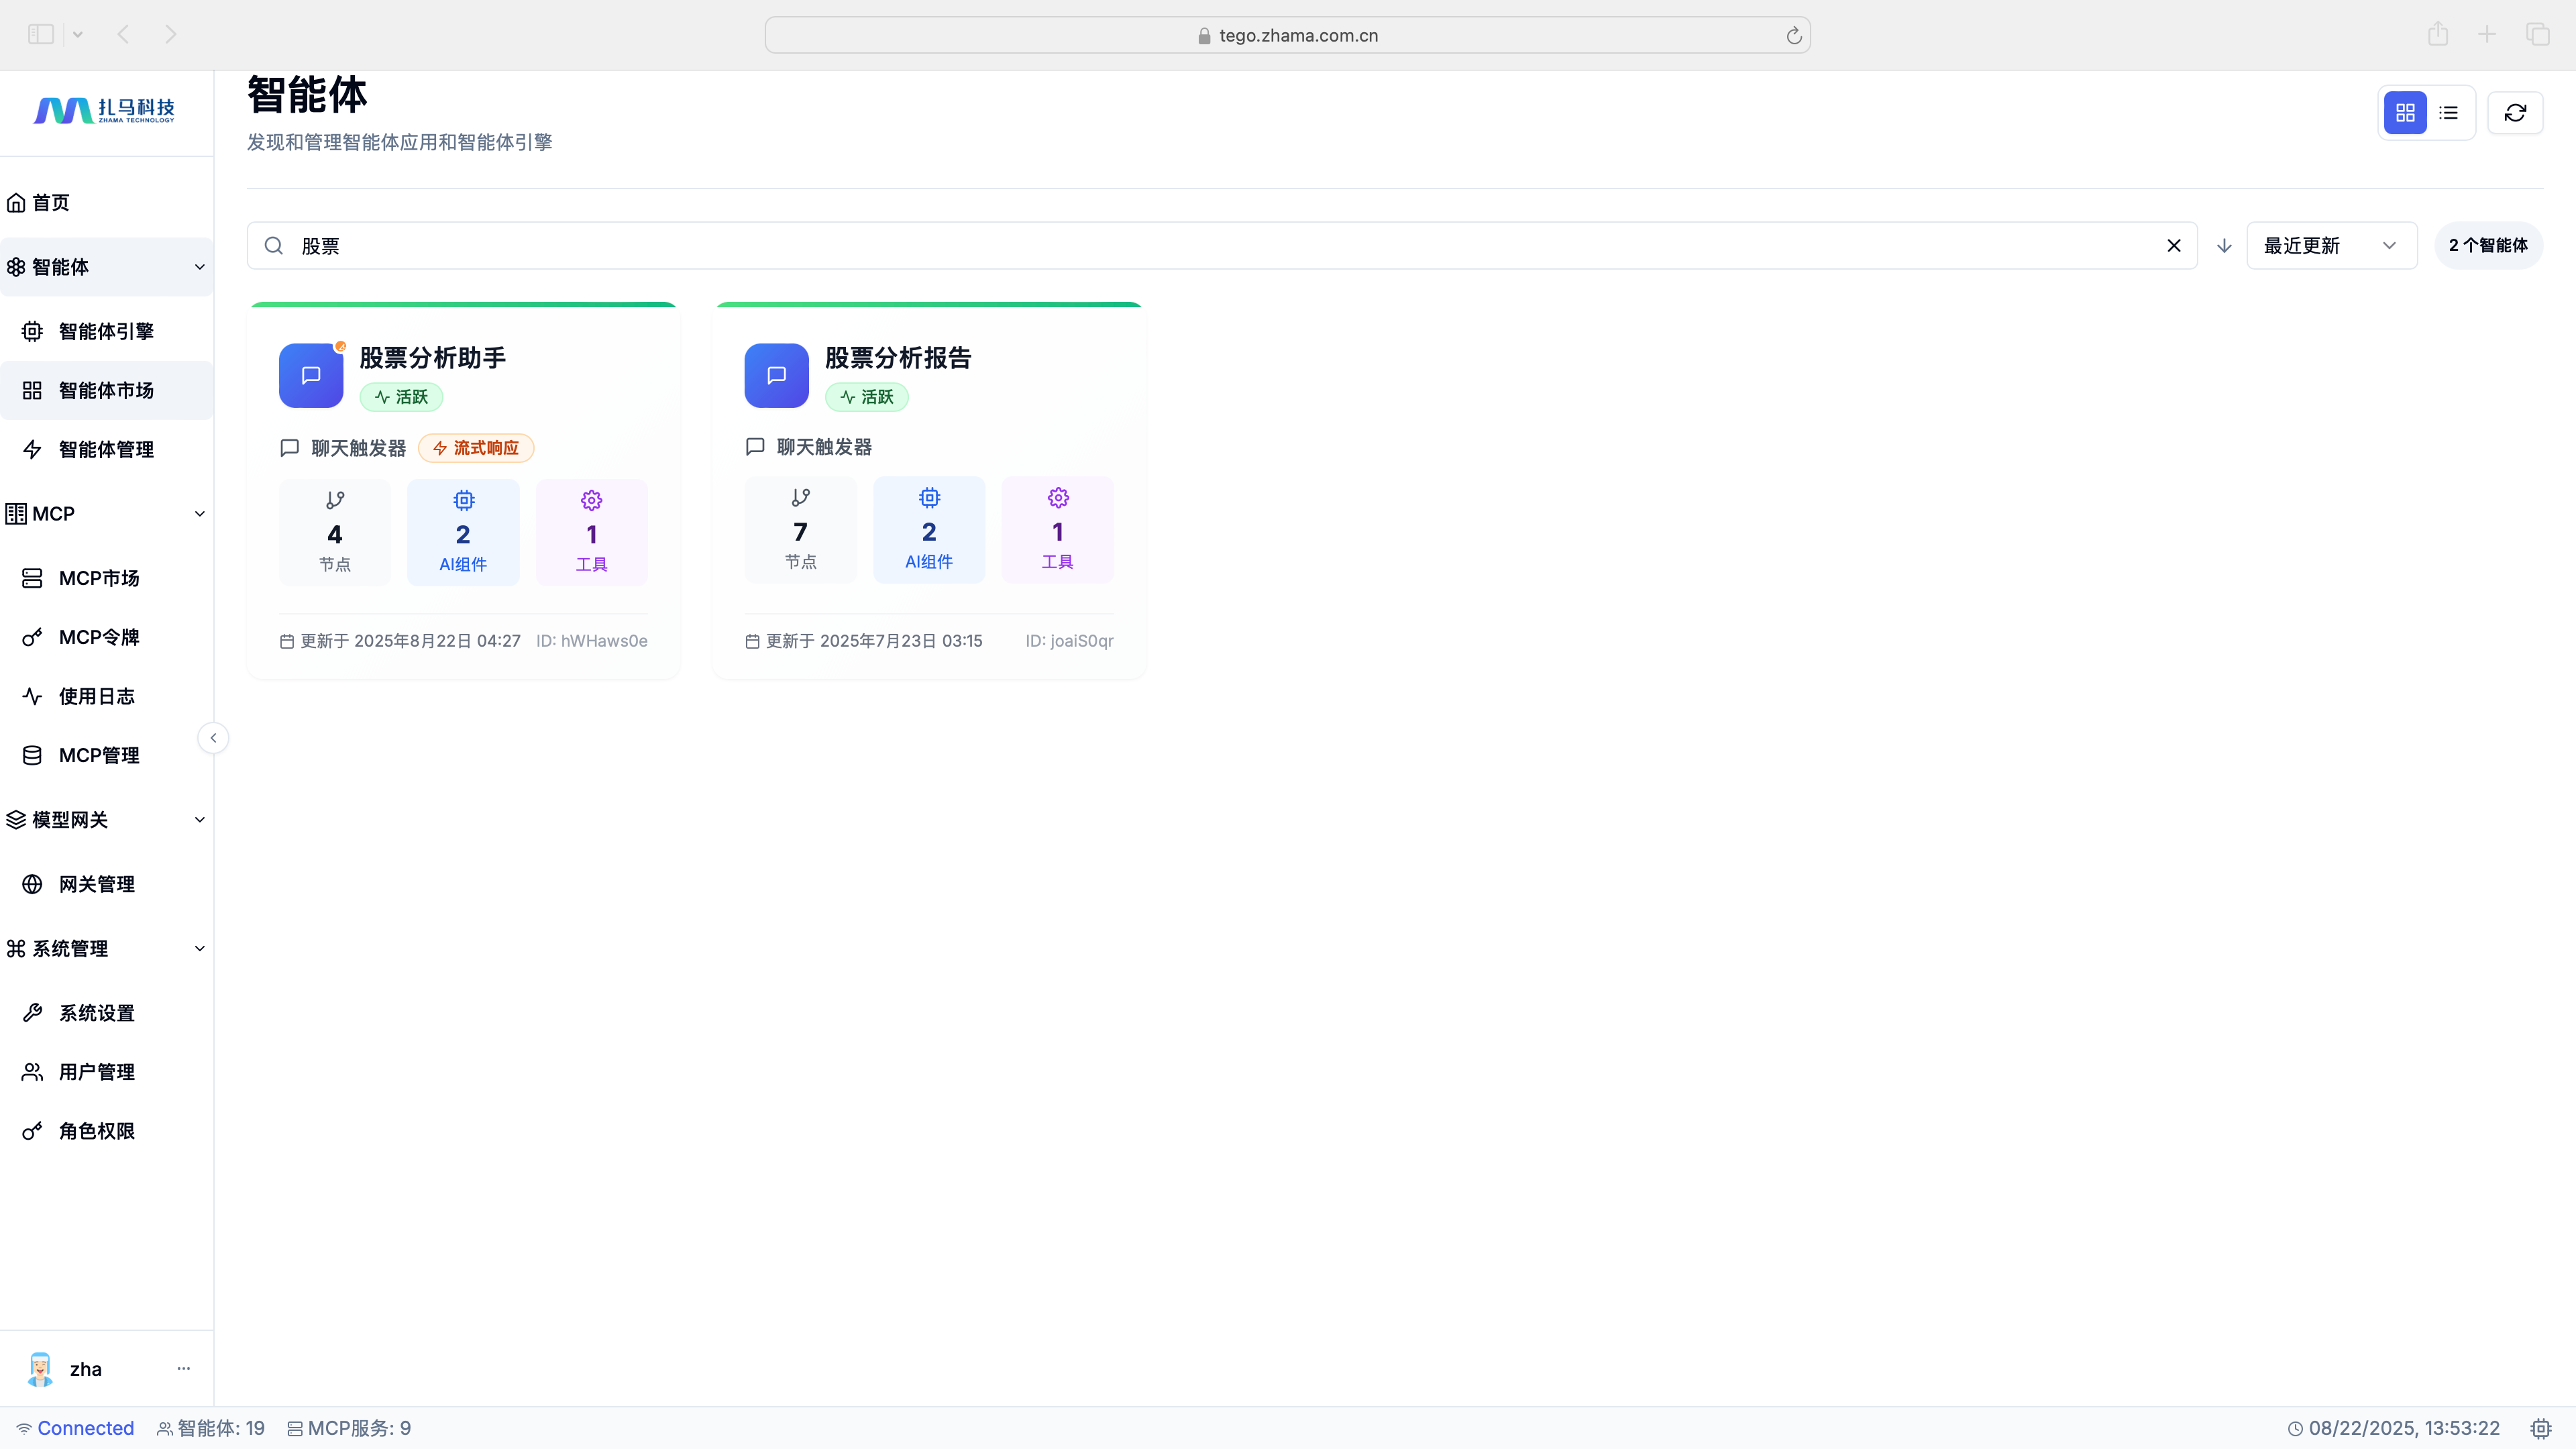 tego.zhama.com.cn
扎马科技
ZHAMA TECHNOLOGY
首页
智能体
智能体引擎
智能体市场
智能体管理
MCP
MCP市场
MCP令牌
使用日志
MCP管理
模型网关
网关管理
系统管理
系统设置
用户管理
角色权限
zha
智能体
发现和管理智能体应用和智能体引擎
股票
最近更新
2 个智能体
股票分析助手
活跃
聊天触发器 流式响应
4 2 1
节点 AI组件 工具
更新于 2025年8月22日 04:27 ID: hWHaws0e
股票分析报告
活跃
聊天触发器
7 2 1
节点 AI组件 工具
更新于 2025年7月23日 03:15 ID: joaiS0qr
Connected 智能体: 19 MCP服务: 9
08/22/2025, 13:53:22